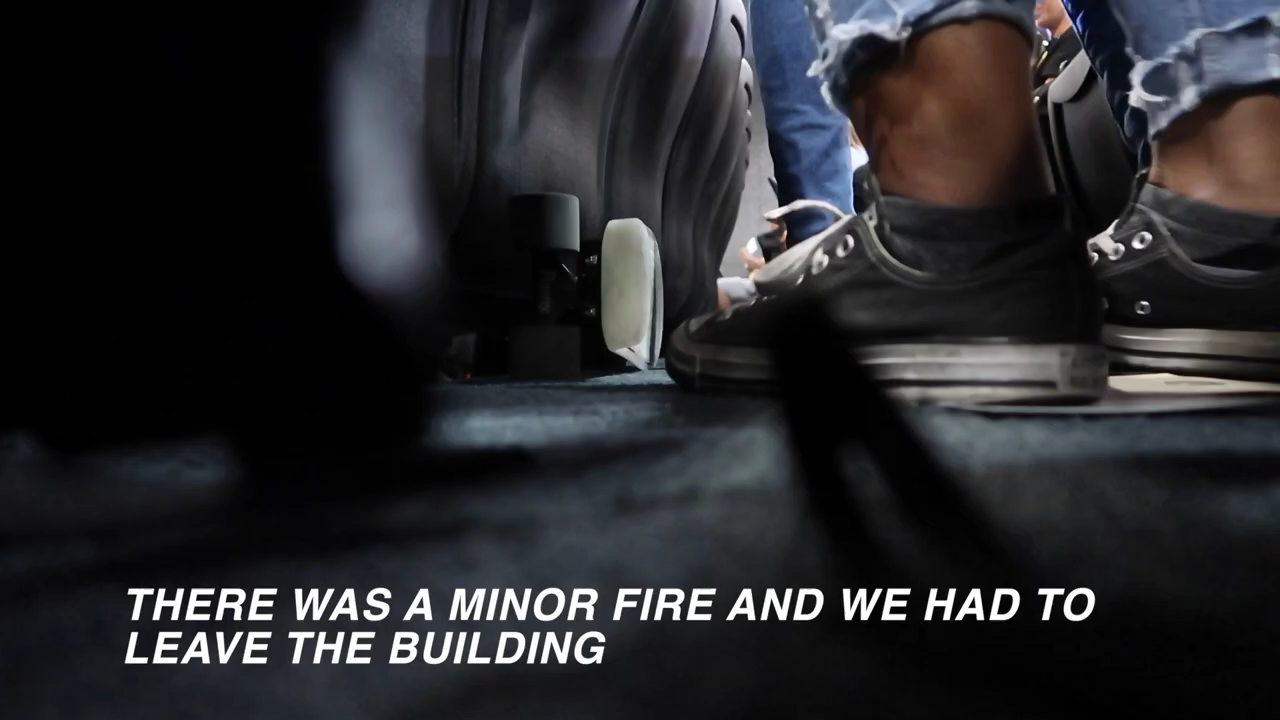 THERE WAS A MINOR FIRE AND WE HAD TO
LEAVE THE BUILDING